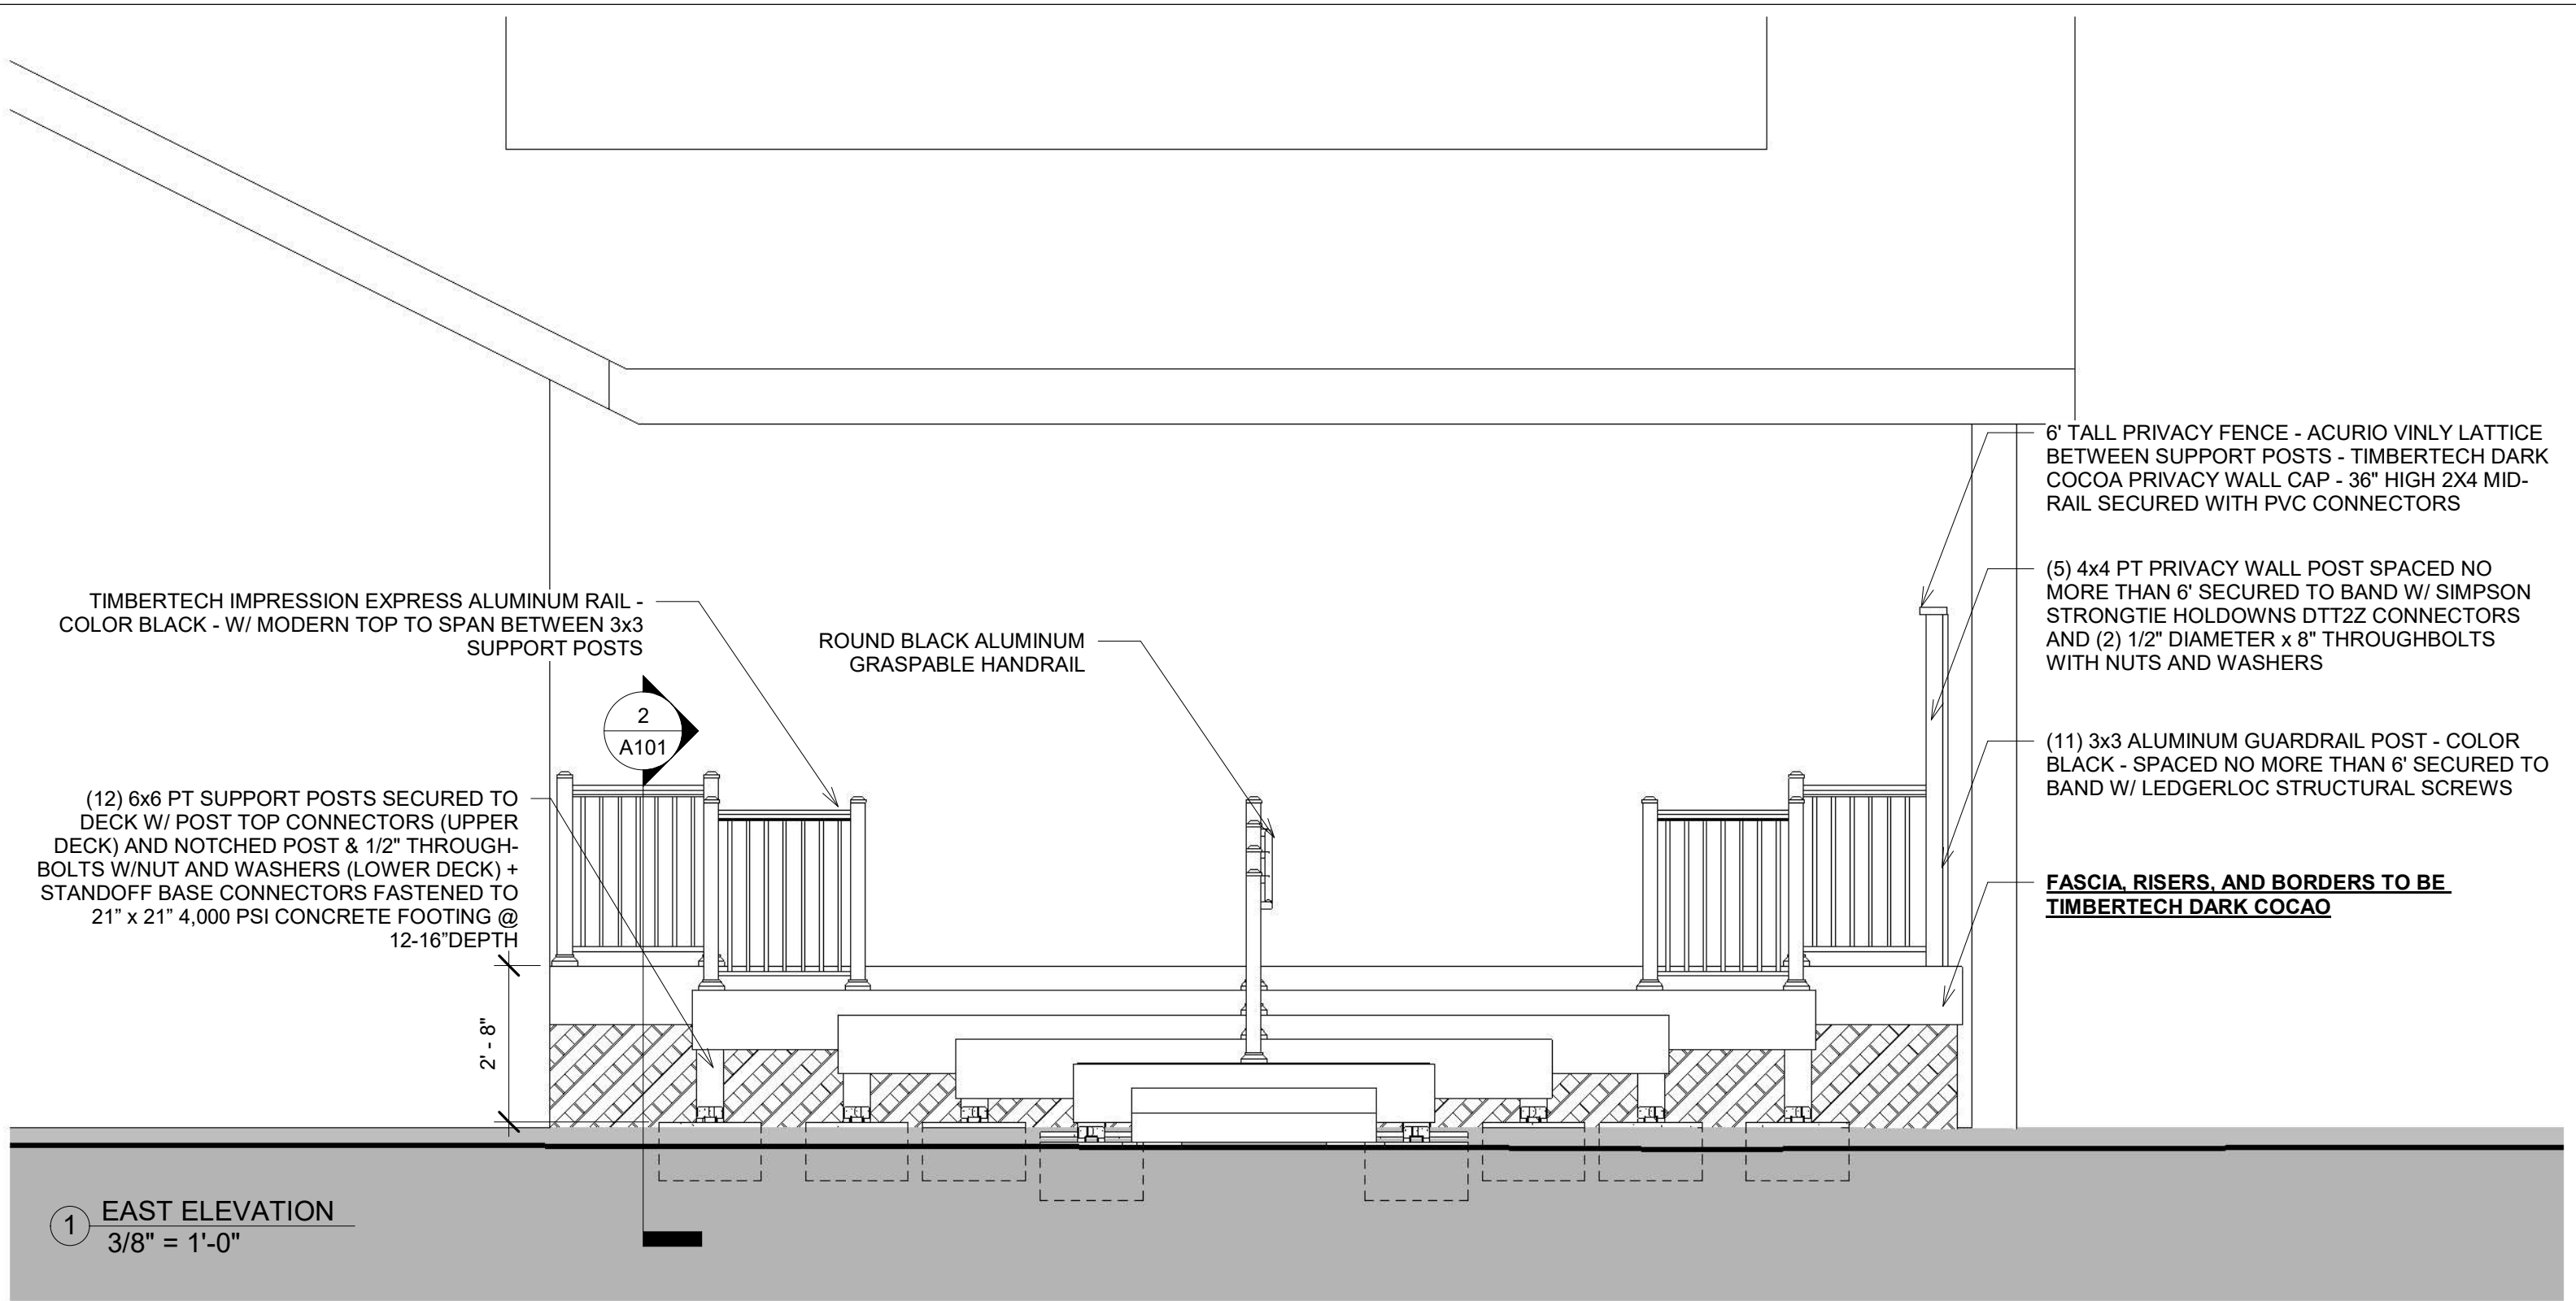 6' TALL PRIVACY FENCE - ACURIO VINLY LATTICE
BETWEEN SUPPORT POSTS - TIMBERTECH DARK
COCOA PRIVACY WALL CAP - 36" HIGH 2X4 MID-
RAIL SECURED WITH PVC CONNECTORS
(5) 4x4 PT PRIVACY WALL POST SPACED NO
MORE THAN 6' SECURED TO BAND W/ SIMPSON
STRONGTIE HOLDOWNS DTT2Z CONNECTORS
AND (2) 1/2" DIAMETER x 8" THROUGHBOLTS
WITH NUTS AND WASHERS
TIMBERTECH IMPRESSION EXPRESS ALUMINUM RAIL -
COLOR BLACK - W/ MODERN TOP TO SPAN BETWEEN 3x3
SUPPORT POSTS
ROUND BLACK ALUMINUM
GRASPABLE HANDRAIL
2
A101
(11) 3x3 ALUMINUM GUARDRAIL POST - COLOR
BLACK - SPACED NO MORE THAN 6' SECURED TO
BAND W/ LEDGERLOC STRUCTURAL SCREWS
(12) 6x6 PT SUPPORT POSTS SECURED TO
DECK W/ POST TOP CONNECTORS (UPPER
DECK) AND NOTCHED POST & 1/2" THROUGH-
BOLTS W/NUT AND WASHERS (LOWER DECK) +
STANDOFF BASE CONNECTORS FASTENED TO
21” x 21” 4,000 PSI CONCRETE FOOTING @
12-16”DEPTH
FASCIA, RISERS, AND BORDERS TO BE
TIMBERTECH DARK COCAO
2' - 8"
1
EAST ELEVATION
3/8" = 1'-0"